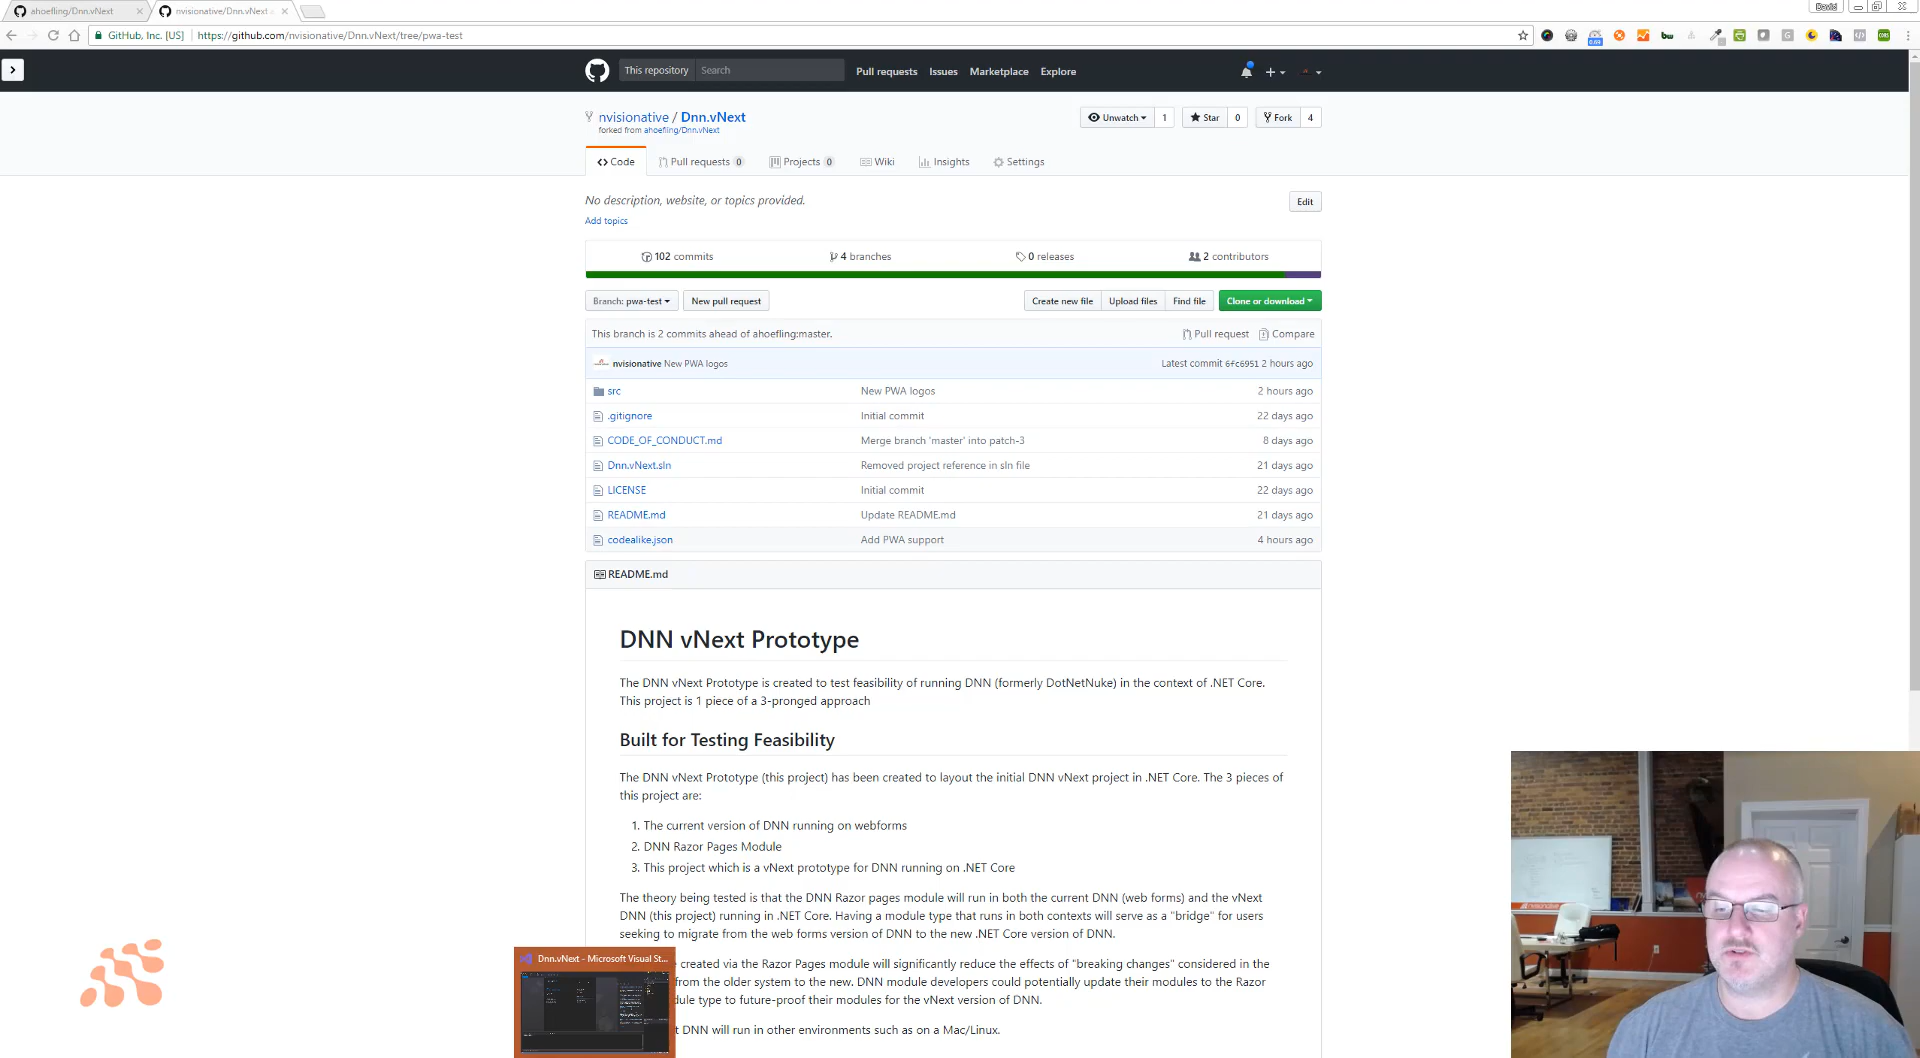 ahoefling/Dnn.vNext
nvisionative/Dnn.vNext
David
GitHub, Inc. [US]
https://github.com/nvisionative/Dnn.vNext/tree/pwa-test
This repository
Search
Pull requests
Issues
Marketplace
Explore
nvisionative / Dnn.vNext
forked from ahoefling/Dnn.vNext
Unwatch 1
Star 0
Fork 4
Code
Pull requests 0
Projects 0
Wiki
Insights
Settings
No description, website, or topics provided.
Edit
Add topics
102 commits
4 branches
0 releases
2 contributors
Branch: pwa-test
New pull request
Create new file
Upload files
Find file
Clone or download
This branch is 2 commits ahead of ahoefling:master.
Pull request
Compare
nvisionative New PWA logos
Latest commit 6fc6951 2 hours ago
src New PWA logos 2 hours ago
.gitignore Initial commit 22 days ago
CODE_OF_CONDUCT.md Merge branch 'master' into patch-3 8 days ago
Dnn.vNext.sln Removed project reference in sln file 21 days ago
LICENSE Initial commit 22 days ago
README.md Update README.md 21 days ago
codealike.json Add PWA support 4 hours ago
README.md
DNN vNext Prototype
The DNN vNext Prototype is created to test feasibility of running DNN (formerly DotNetNuke) in the context of .NET Core.
This project is 1 piece of a 3-pronged approach
Built for Testing Feasibility
The DNN vNext Prototype (this project) has been created to layout the initial DNN vNext project in .NET Core. The 3 pieces of
this project are:
1. The current version of DNN running on webforms
2. DNN Razor Pages Module
3. This project which is a vNext prototype for DNN running on .NET Core
The theory being tested is that the DNN Razor pages module will run in both the current DNN (web forms) and the vNext
DNN (this project) running in .NET Core. Having a module type that runs in both contexts will serve as a "bridge" for users
seeking to migrate from the web forms version of DNN to the new .NET Core version of DNN.
Dnn.vNext - Microsoft Visual St...
created via the Razor Pages module will significantly reduce the effects of "breaking changes" considered in the
from the older system to the new. DNN module developers could potentially update their modules to the Razor
type to future-proof their modules for the vNext version of DNN.
DNN will run in other environments such as on a Mac/Linux.